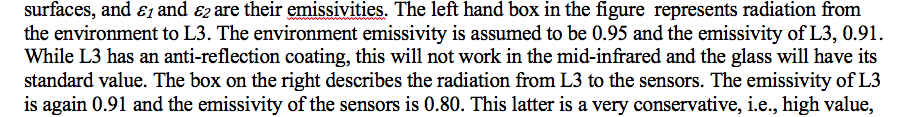 surfaces, and ε1 and ε2 are their emissivities. The left hand box in the figure represents radiation from
the environment to L3. The environment emissivity is assumed to be 0.95 and the emissivity of L3, 0.91.
While L3 has an anti-reflection coating, this will not work in the mid-infrared and the glass will have its
standard value. The box on the right describes the radiation from L3 to the sensors. The emissivity of L3
is again 0.91 and the emissivity of the sensors is 0.80. This latter is a very conservative, i.e., high value,